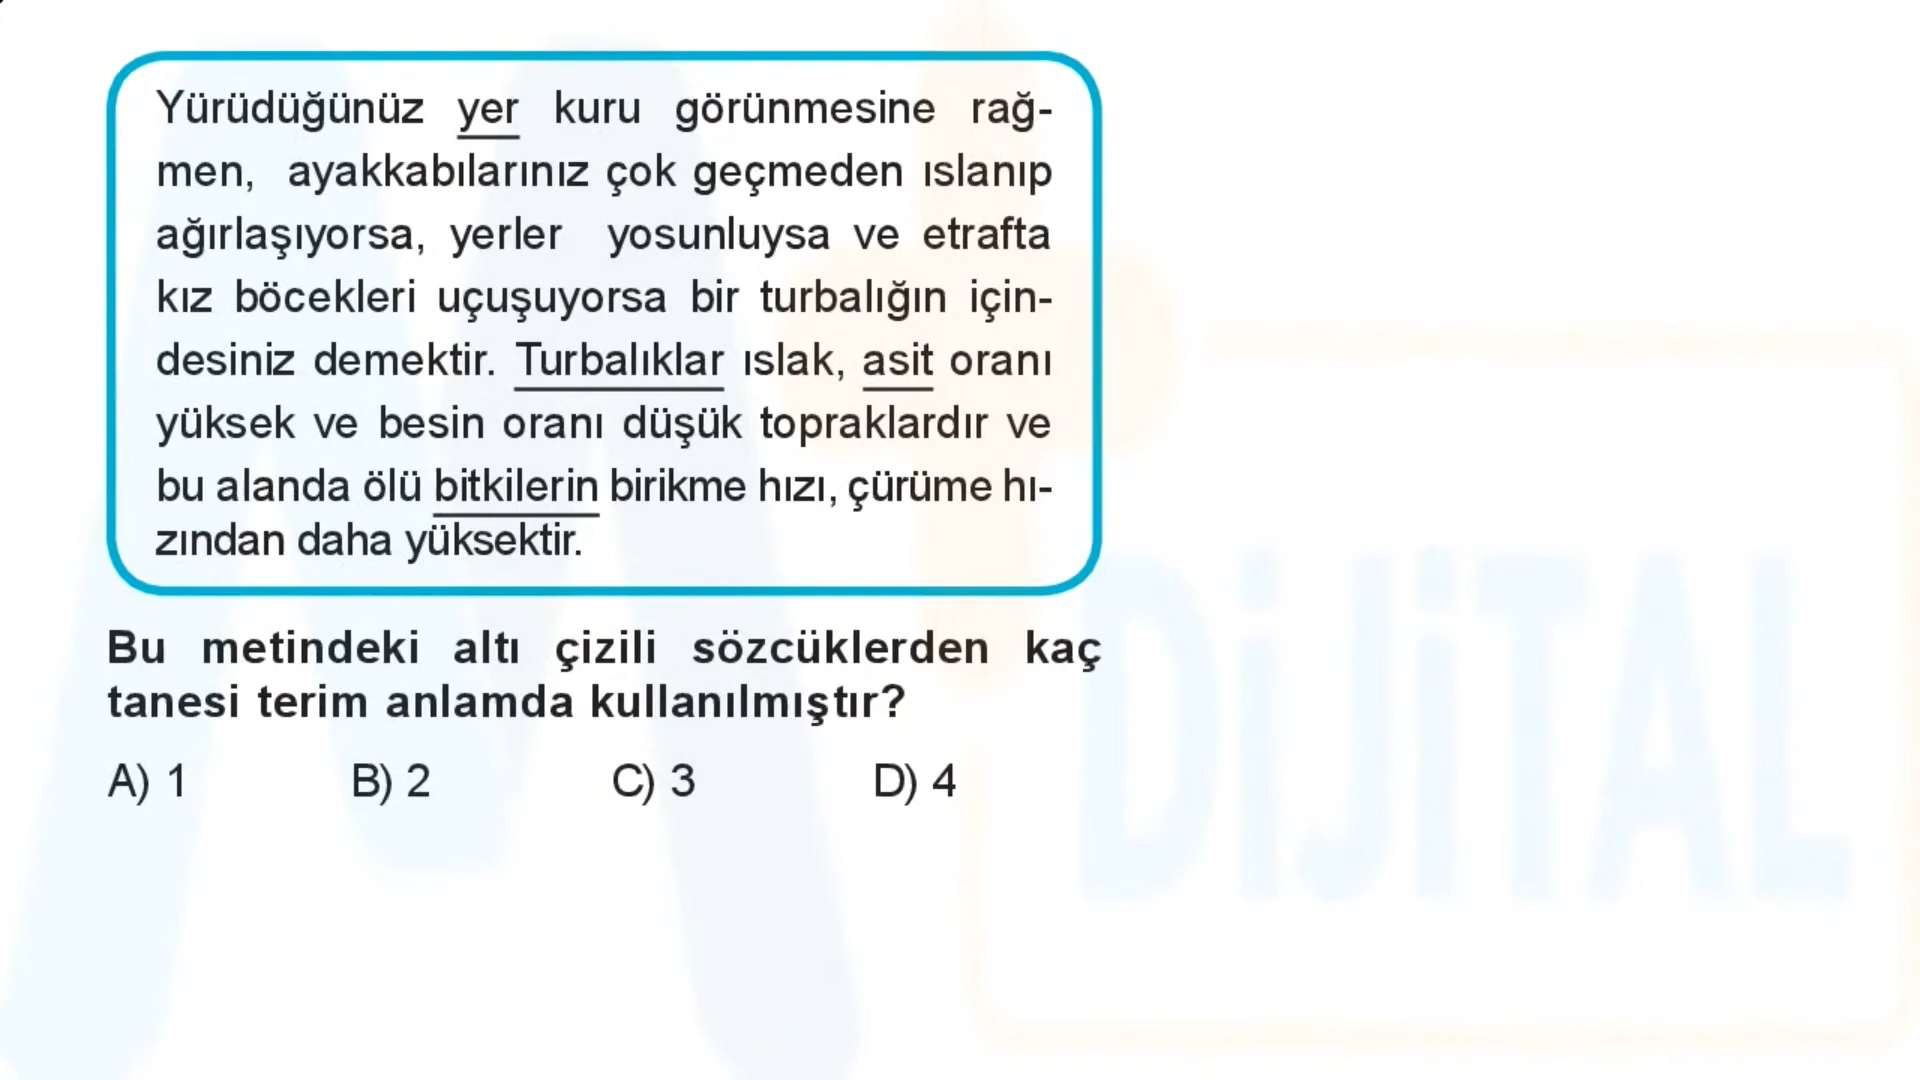 Yürüdüğünüz yer kuru görünmesine rağ-
men, ayakkabılarınız çok geçmeden ıslanıp
ağırlaşıyorsa, yerler yosunluysa ve etrafta
kız böcekleri uçuşuyorsa bir turbalığın için-
desiniz demektir. Turbalıklar ıslak, asit oranı
yüksek ve besin oranı düşük topraklardır ve
bu alanda ölü bitkilerin birikme hızı, çürüme hı-
zından daha yüksektir.
Bu metindeki altı çizili sözcüklerden kaç
tanesi terim anlamda kullanılmıştır?
A) 1 B) 2 C) 3 D) 4
DİJİTAL